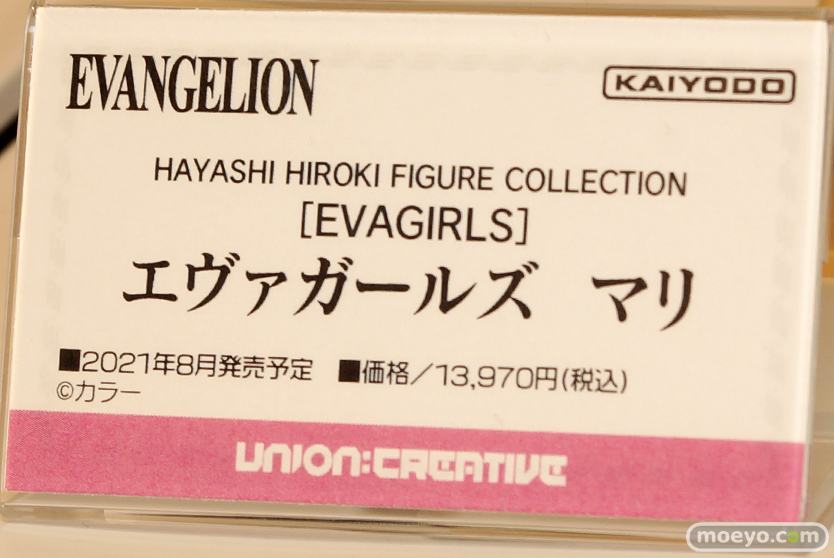 EVANGELION
KAIYODO
HAYASHI HIROKI FIGURE COLLECTION
[EVAGIRLS]
エヴァガールズ マリ
■2021年8月発売予定 ■価格/13,970円(税込)
©カラー
UNION:CREATIVE
moeyo.com